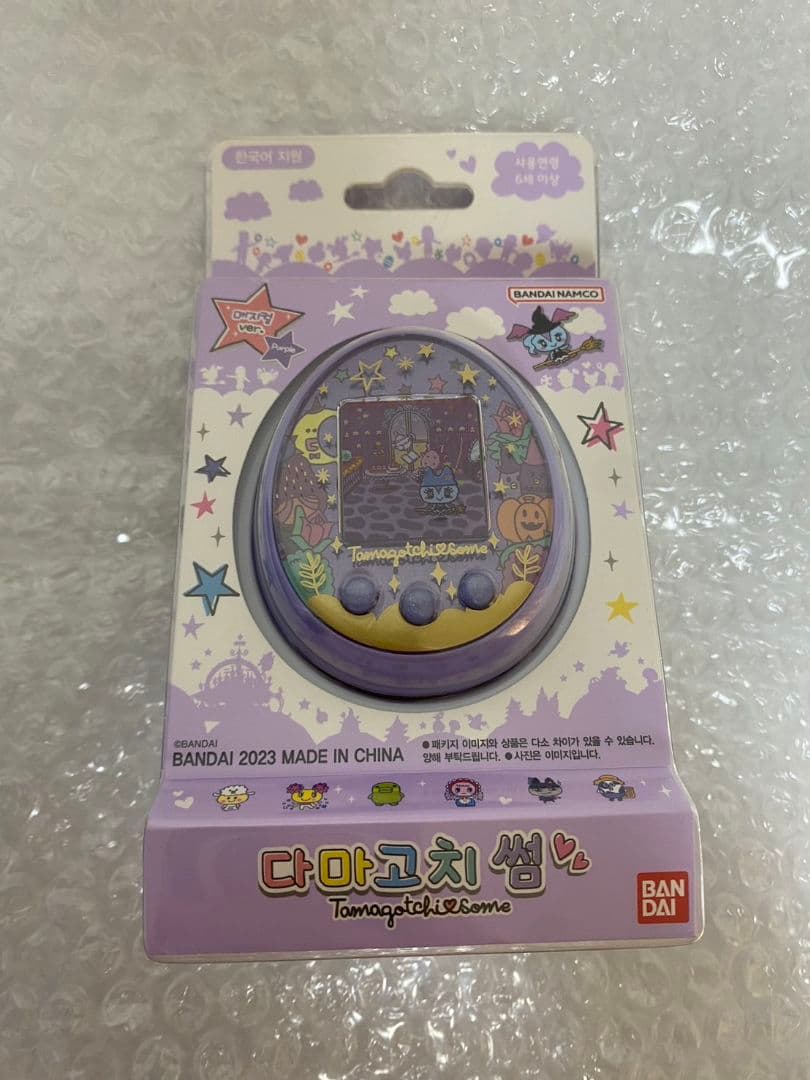 한국어 지원
사용연령
6세 이상
BANDAI NAMCO
매지컬
ver.
Purple
Tamagotchi some
©BANDAI
BANDAI 2023 MADE IN CHINA
●패키지 이미지와 상품은 다소 차이가 있을 수 있습니다.
양해 부탁드립니다. ●사진은 이미지입니다.
다마고치 썸
Tamagotchi some
BAN
DAI